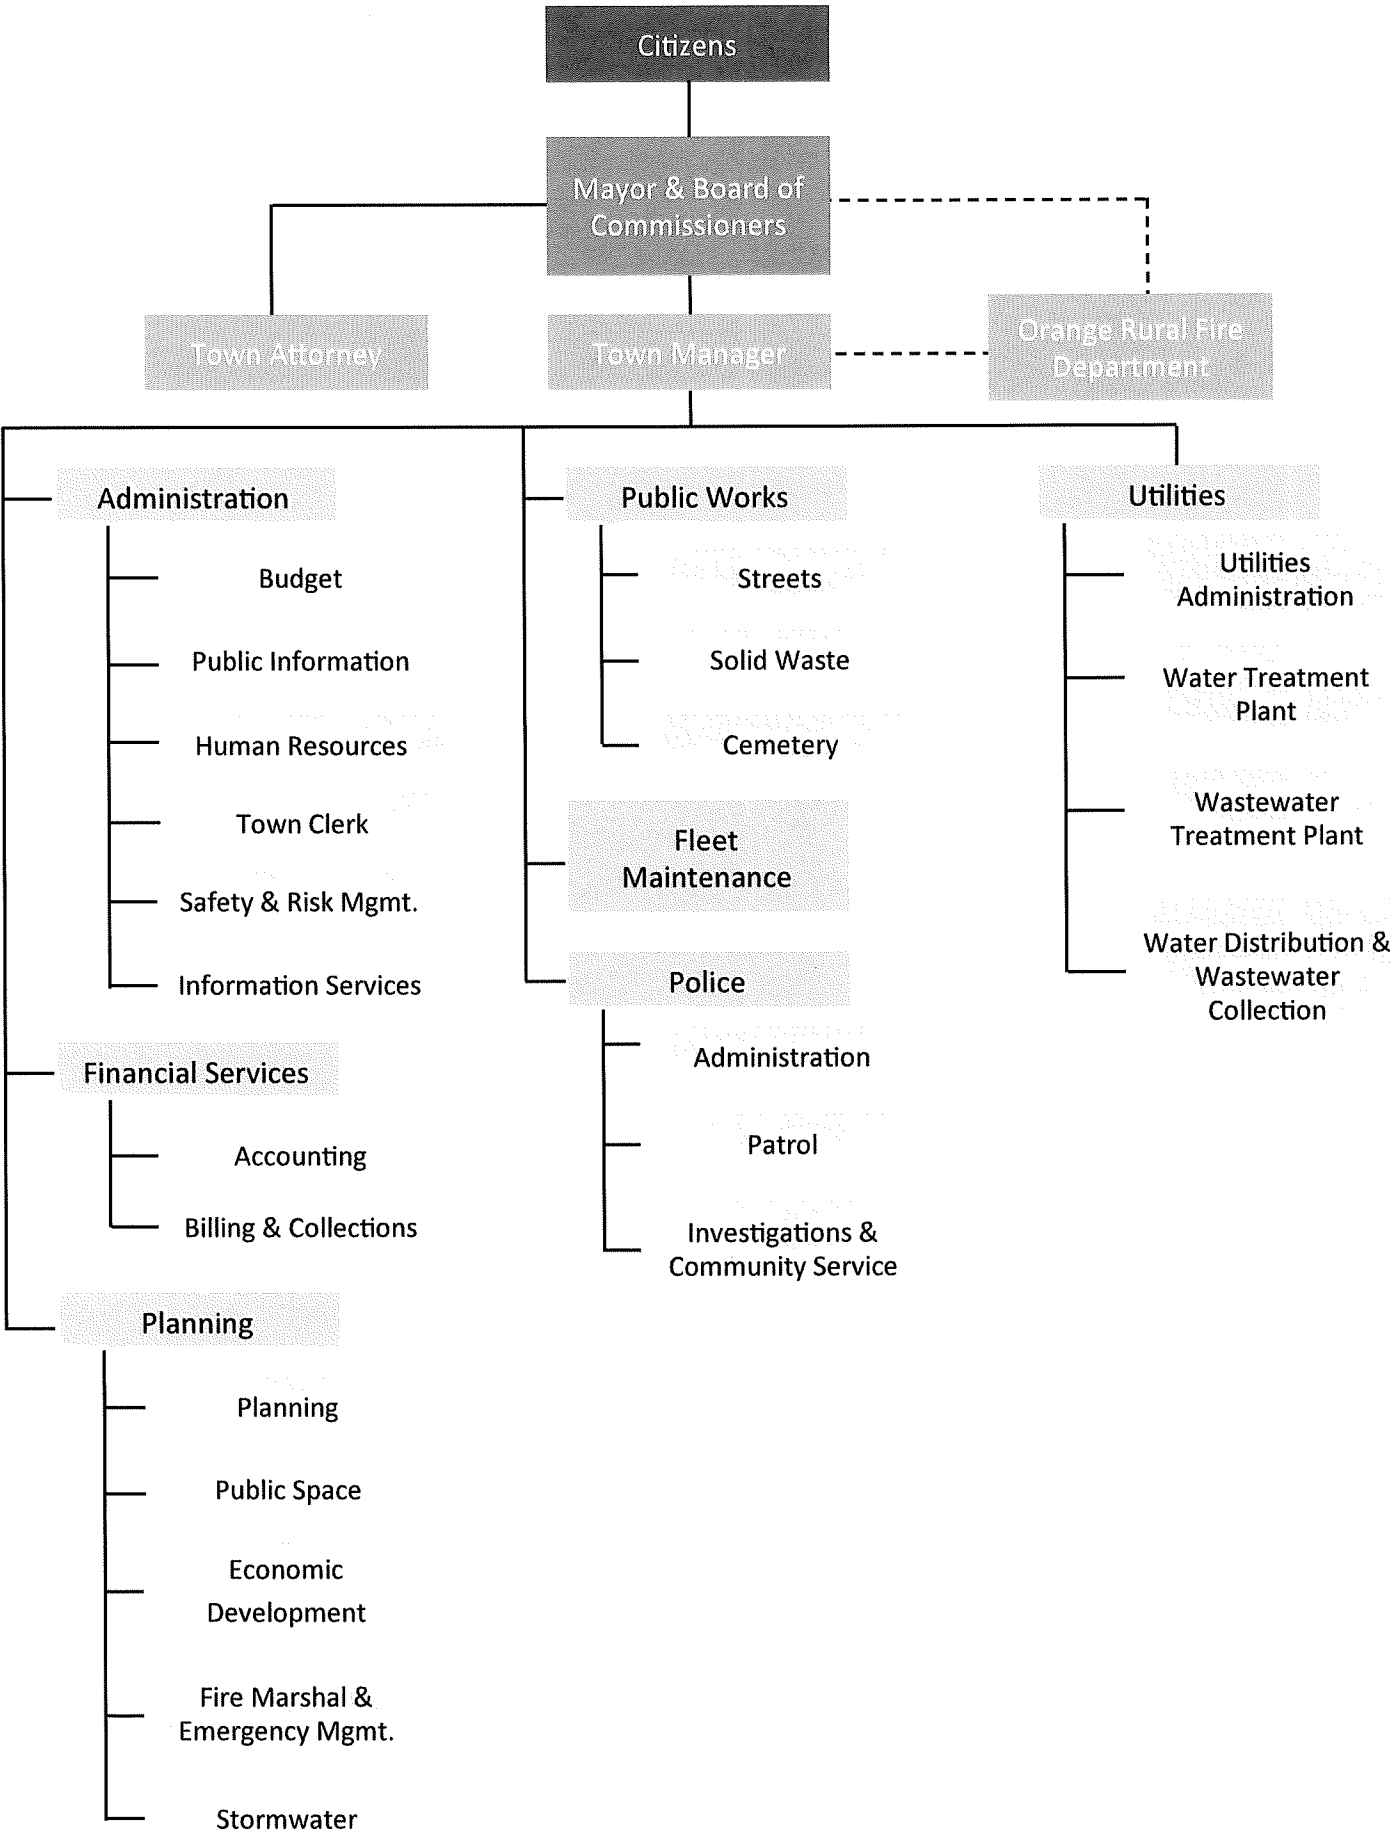 Citizens
Mayor & Board of
Commissioners
Town Attorney
Town Manager
Orange Rural Fire
Department
Administration
Budget
Public Information
Human Resources
Town Clerk
Safety & Risk Mgmt.
Information Services
Financial Services
Accounting
Billing & Collections
Planning
Planning
Public Space
Economic
Development
Fire Marshal &
Emergency Mgmt.
Stormwater
Public Works
Streets
Solid Waste
Cemetery
Fleet
Maintenance
Police
Administration
Patrol
Investigations &
Community Service
Utilities
Utilities
Administration
Water Treatment
Plant
Wastewater
Treatment Plant
Water Distribution &
Wastewater
Collection